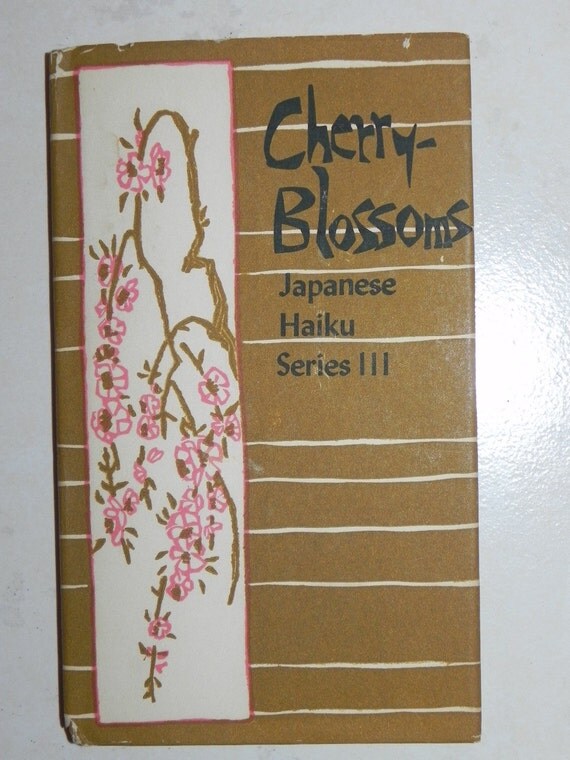 Cherry-
Blossoms
Japanese
Haiku
Series III